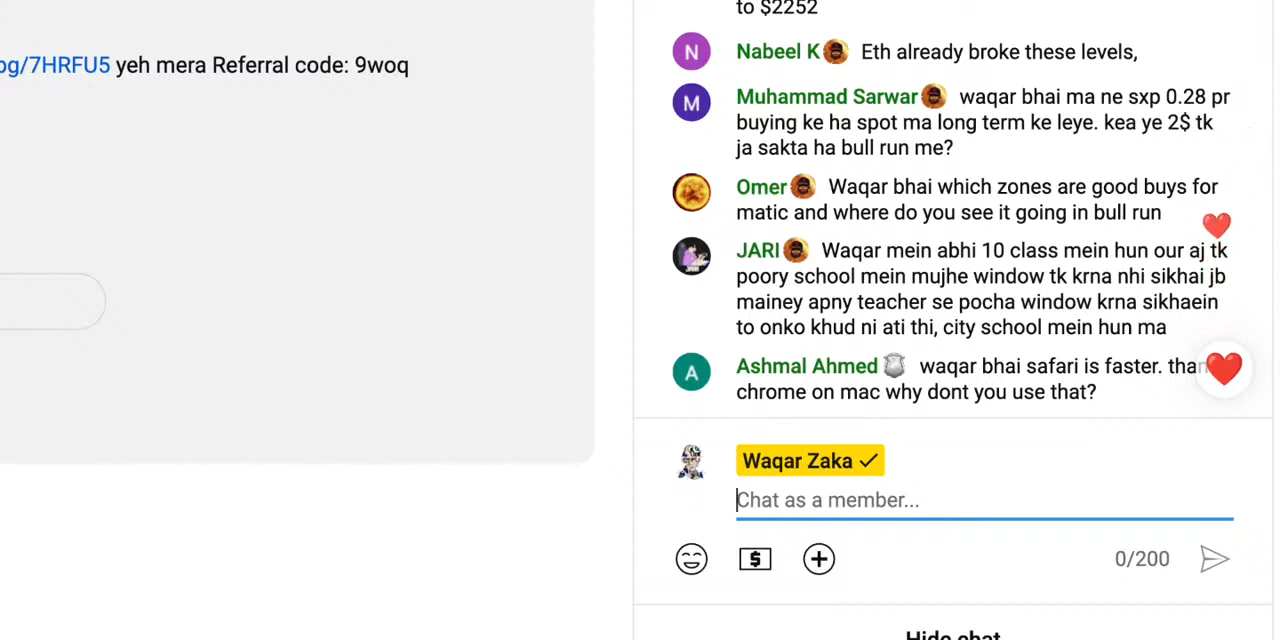 to $2252
og/7HRFU5 yeh mera Referral code: 9woq
N Nabeel K Eth already broke these levels,
M Muhammad Sarwar waqar bhai ma ne sxp 0.28 pr
buying ke ha spot ma long term ke leye. kea ye 2$ tk
ja sakta ha bull run me?
Omer Waqar bhai which zones are good buys for
matic and where do you see it going in bull run
JARI Waqar mein abhi 10 class mein hun our aj tk
poory school mein mujhe window tk krna nhi sikhai jb
mainey apny teacher se pocha window krna sikhaein
to onko khud ni ati thi, city school mein hun ma
A Ashmal Ahmed waqar bhai safari is faster. than
chrome on mac why dont you use that?
Waqar Zaka
Chat as a member...
$ 0/200
Hide chat